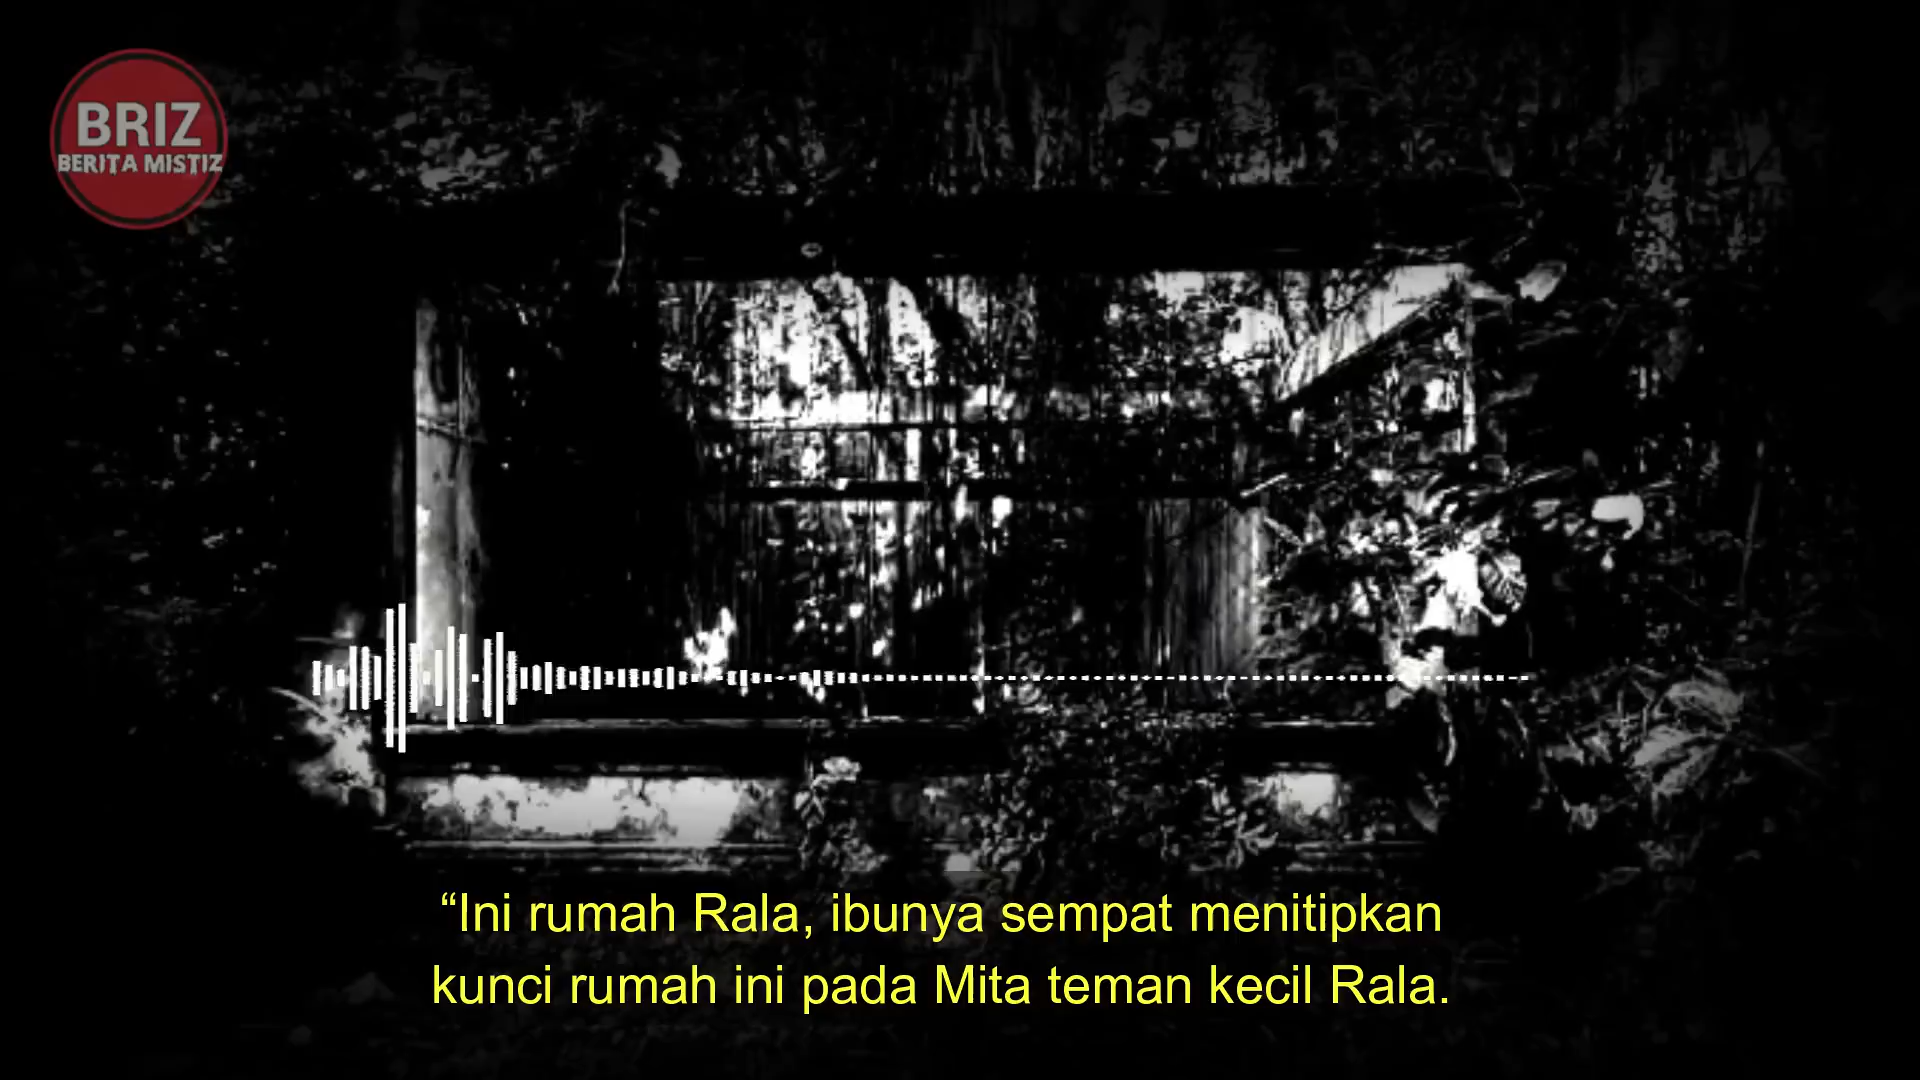 BRIZ
BERITA MISTIZ
“Ini rumah Rala, ibunya sempat menitipkan
kunci rumah ini pada Mita teman kecil Rala.